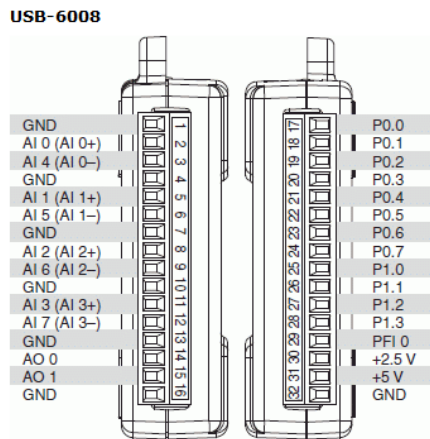 USB-6008
GND 1
AI 0 (AI 0+) 2
AI 4 (AI 0–) 3
GND 4
AI 1 (AI 1+) 5
AI 5 (AI 1–) 6
GND 7
AI 2 (AI 2+) 8
AI 6 (AI 2–) 9
GND 10
AI 3 (AI 3+) 11
AI 7 (AI 3–) 12
GND 13
AO 0 14
AO 1 15
GND 16
17 P0.0
18 P0.1
19 P0.2
20 P0.3
21 P0.4
22 P0.5
23 P0.6
24 P0.7
25 P1.0
26 P1.1
27 P1.2
28 P1.3
29 PFI 0
30 +2.5 V
31 +5 V
32 GND